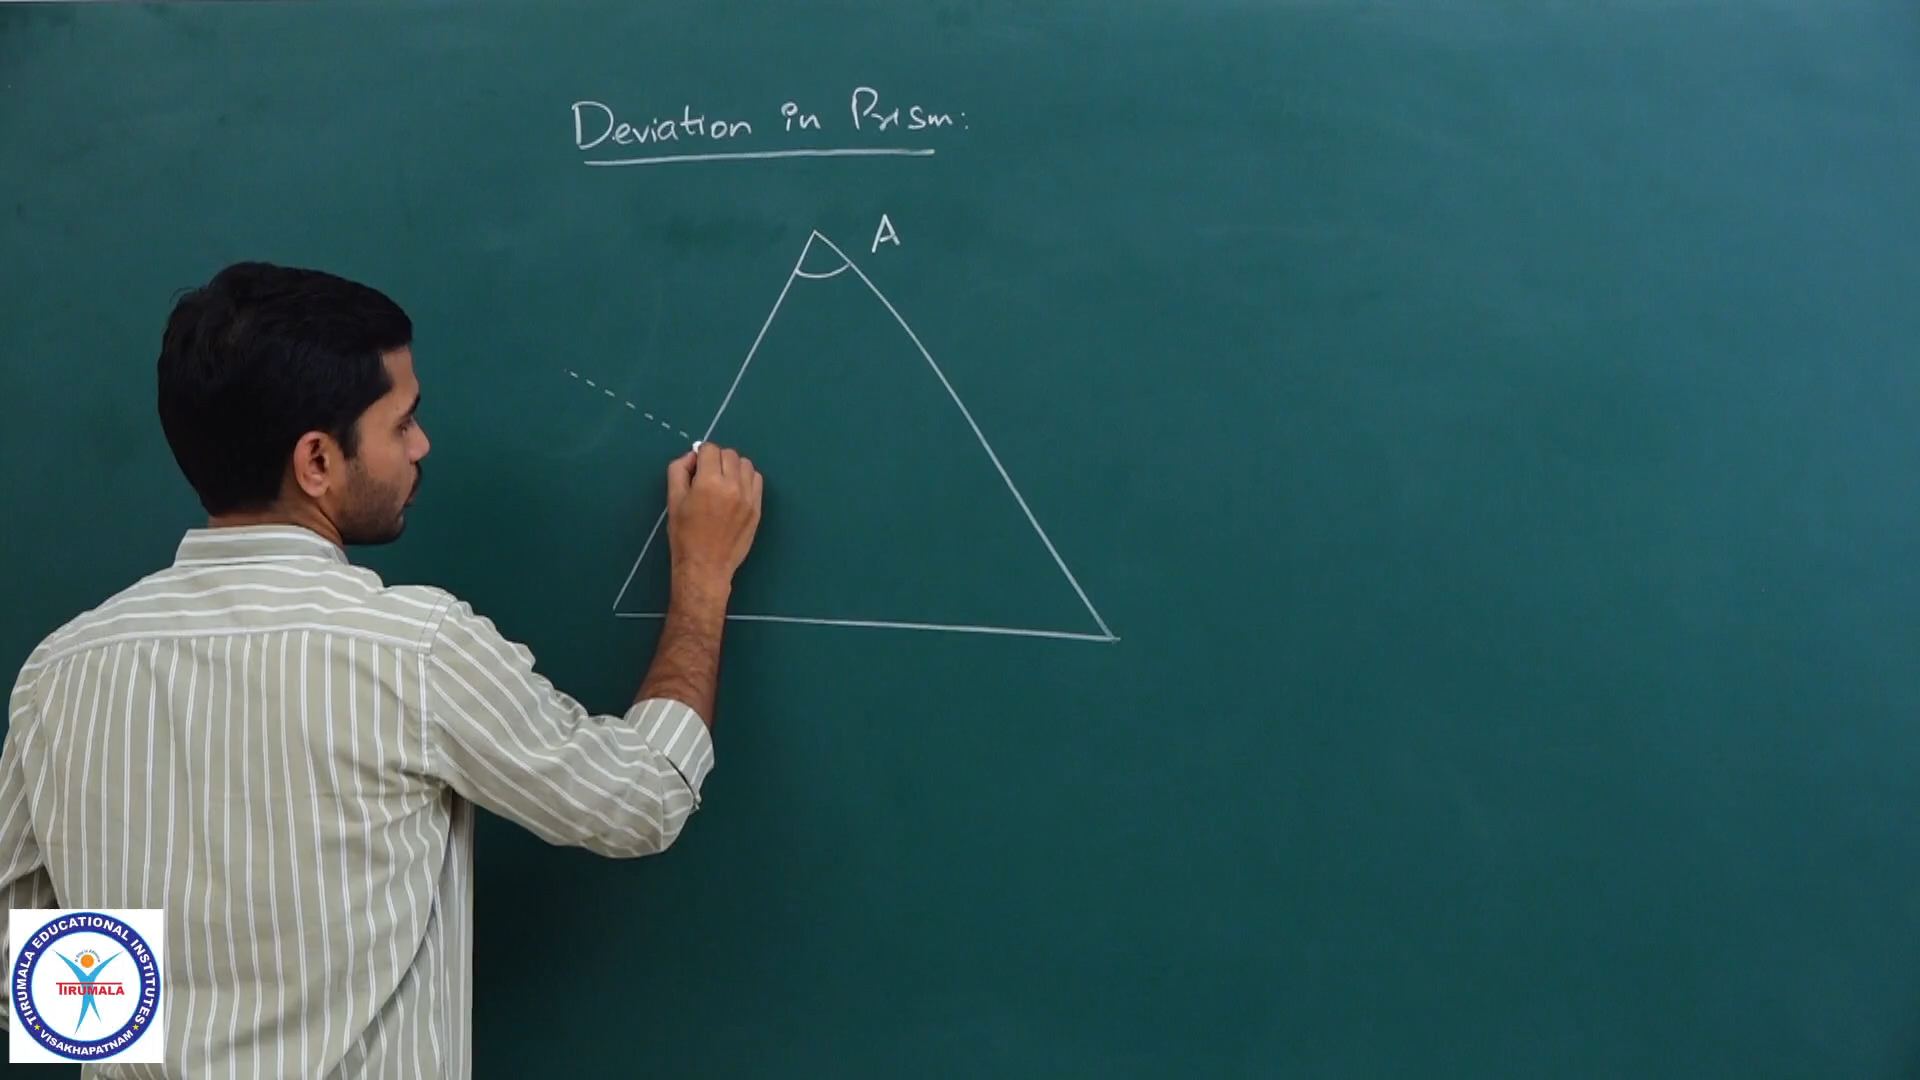 Deviation in Prism:
A
TIRUMALA EDUCATIONAL INSTITUTES
TIRUMALA
★ VISAKHAPATNAM ★